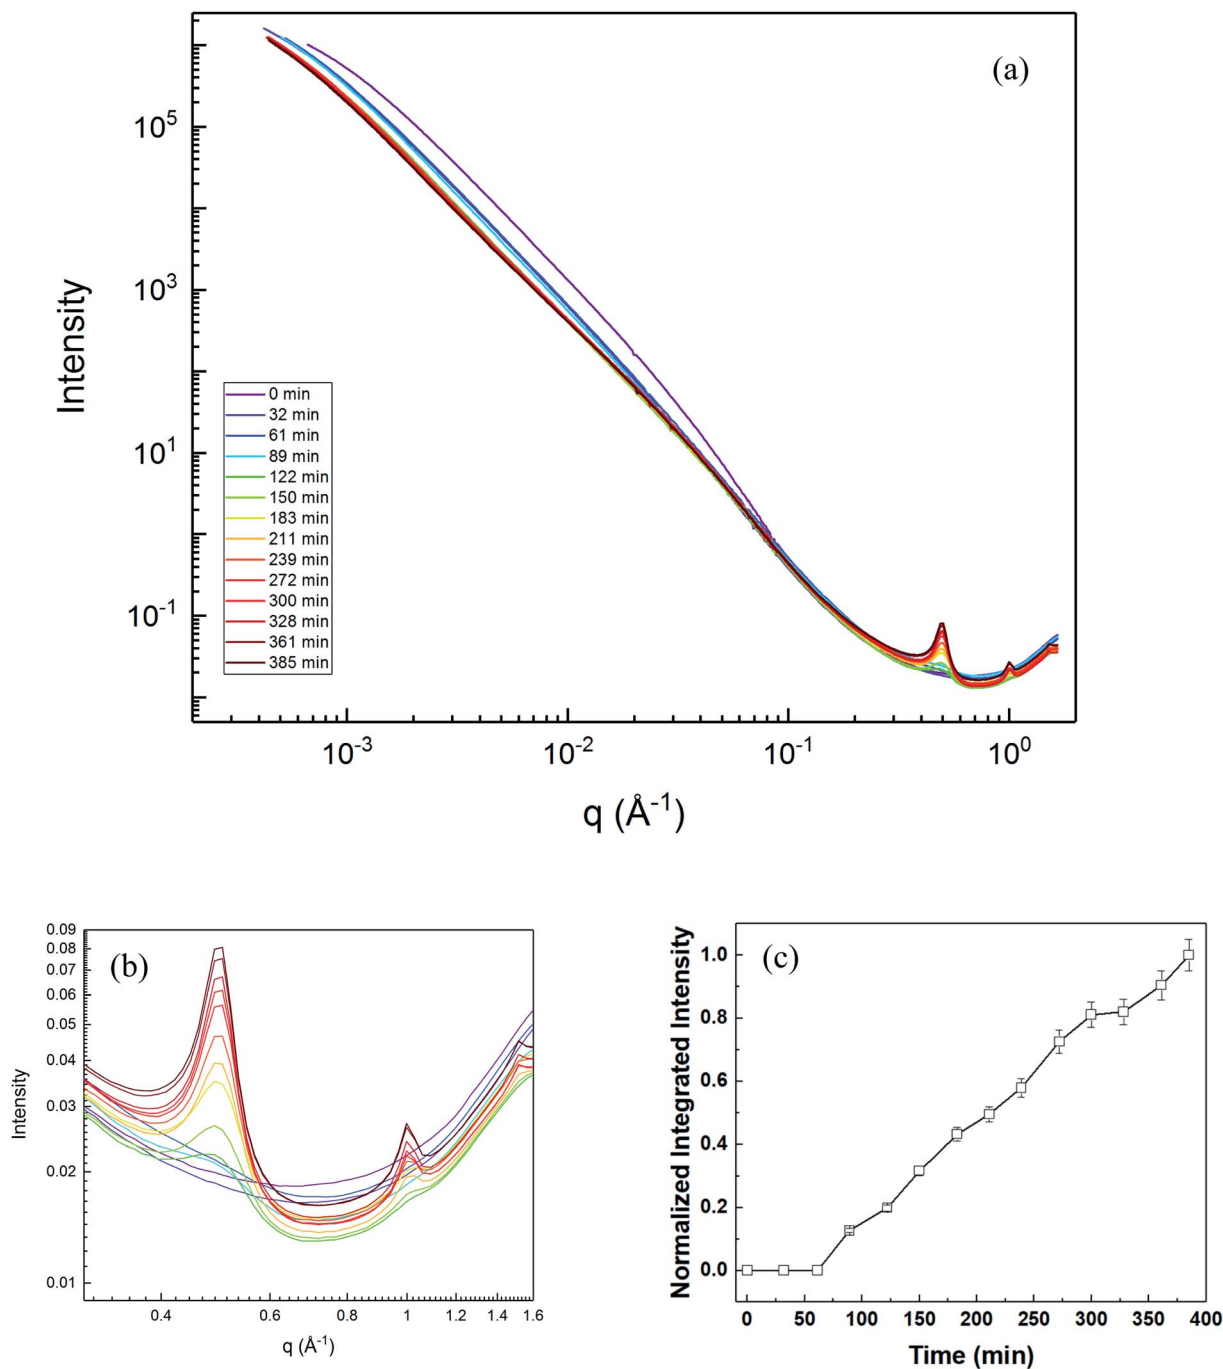 (a)
Intensity
10^5
10^3
10^1
10^-1
0 min
32 min
61 min
89 min
122 min
150 min
183 min
211 min
239 min
272 min
300 min
328 min
361 min
385 min
10^-3 10^-2 10^-1 10^0
q (Å^-1)
(b)
Intensity
0.09
0.08
0.07
0.06
0.05
0.04
0.03
0.02
0.01
0.4 0.6 0.8 1 1.2 1.4 1.6
q (Å^-1)
(c)
Normalized Integrated Intensity
1.0
0.8
0.6
0.4
0.2
0.0
0 50 100 150 200 250 300 350 400
Time (min)